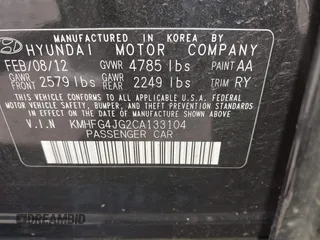 MANUFACTURED IN KOREA BY
HYUNDAI MOTOR COMPANY
FEB/08/12 GVWR 4785 lbs PAINT AA
GAWR FRONT 2579 lbs GAWR REAR 2249 lbs TRIM RY
THIS VEHICLE CONFORMS TO ALL APPLICABLE U.S.A. FEDERAL
MOTOR VEHICLE SAFETY, BUMPER, AND THEFT PREVENTION
STANDARDS IN EFFECT ON THE DATE OF MANUFACTURE SHOWN ABOVE.
V.I.N KMHFG4JG2CA133104
PASSENGER CAR
DREAMBID